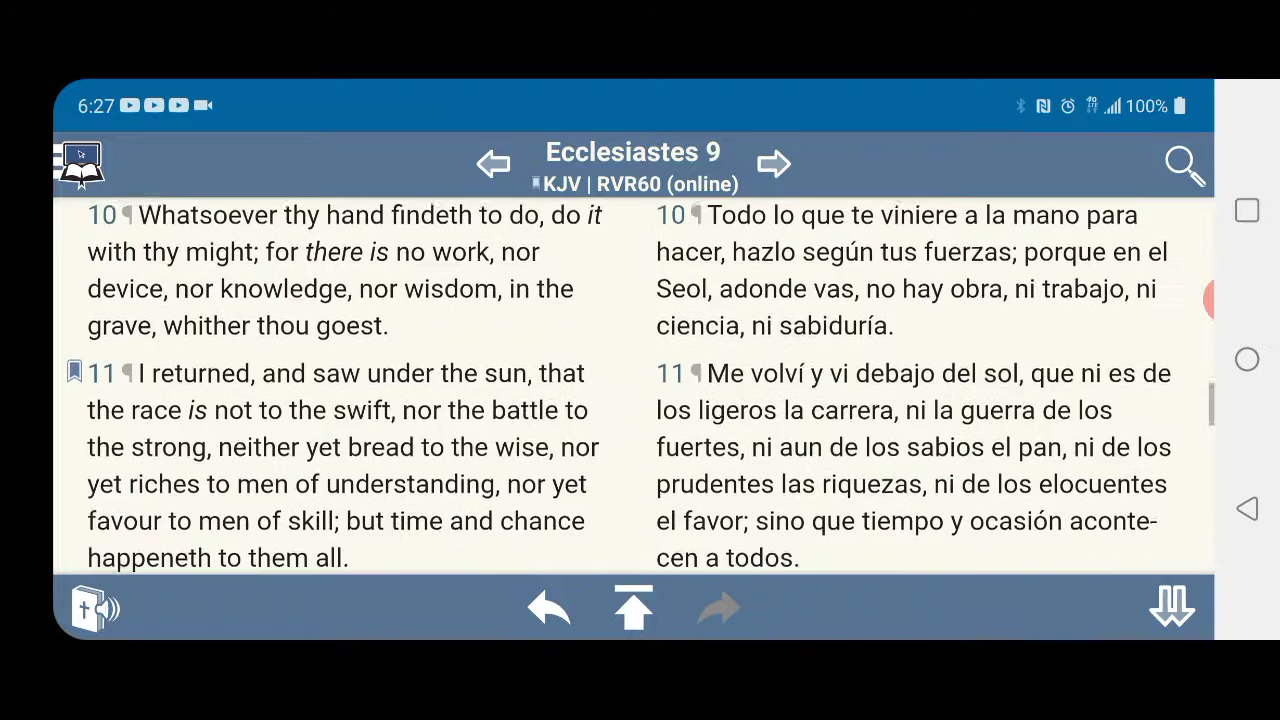 6:27
4G
LTE
100%
Ecclesiastes 9
KJV | RVR60 (online)
10 ¶ Whatsoever thy hand findeth to do, do it
with thy might; for there is no work, nor
device, nor knowledge, nor wisdom, in the
grave, whither thou goest.
11 ¶ I returned, and saw under the sun, that
the race is not to the swift, nor the battle to
the strong, neither yet bread to the wise, nor
yet riches to men of understanding, nor yet
favour to men of skill; but time and chance
happeneth to them all.
10 ¶ Todo lo que te viniere a la mano para
hacer, hazlo según tus fuerzas; porque en el
Seol, adonde vas, no hay obra, ni trabajo, ni
ciencia, ni sabiduría.
11 ¶ Me volví y vi debajo del sol, que ni es de
los ligeros la carrera, ni la guerra de los
fuertes, ni aun de los sabios el pan, ni de los
prudentes las riquezas, ni de los elocuentes
el favor; sino que tiempo y ocasión aconte-
cen a todos.